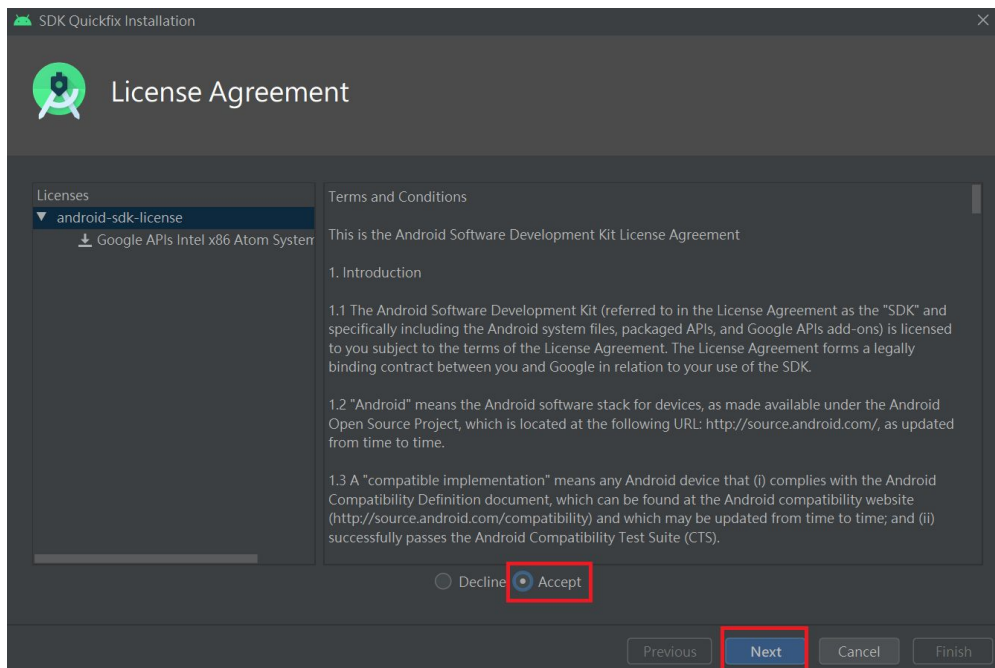 SDK Quickfix Installation
License Agreement
Licenses
android-sdk-license
Google APIs Intel x86 Atom System
Terms and Conditions
This is the Android Software Development Kit License Agreement
1. Introduction
1.1 The Android Software Development Kit (referred to in the License Agreement as the "SDK" and
specifically including the Android system files, packaged APIs, and Google APIs add-ons) is licensed
to you subject to the terms of the License Agreement. The License Agreement forms a legally
binding contract between you and Google in relation to your use of the SDK.
1.2 "Android" means the Android software stack for devices, as made available under the Android
Open Source Project, which is located at the following URL: http://source.android.com/, as updated
from time to time.
1.3 A "compatible implementation" means any Android device that (i) complies with the Android
Compatibility Definition document, which can be found at the Android compatibility website
(http://source.android.com/compatibility) and which may be updated from time to time; and (ii)
successfully passes the Android Compatibility Test Suite (CTS).
Decline Accept
Previous Next Cancel Finish